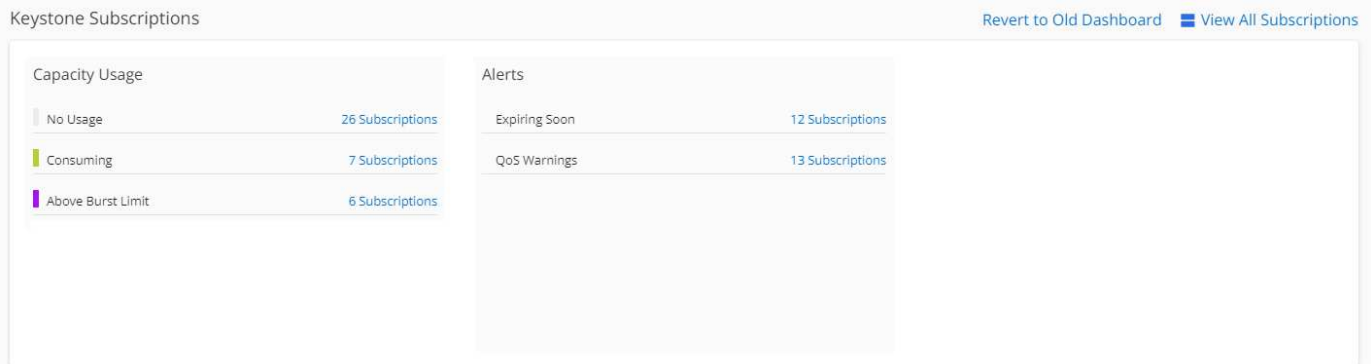 Keystone Subscriptions
Revert to Old Dashboard
View All Subscriptions
Capacity Usage
No Usage 26 Subscriptions
Consuming 7 Subscriptions
Above Burst Limit 6 Subscriptions
Alerts
Expiring Soon 12 Subscriptions
QoS Warnings 13 Subscriptions